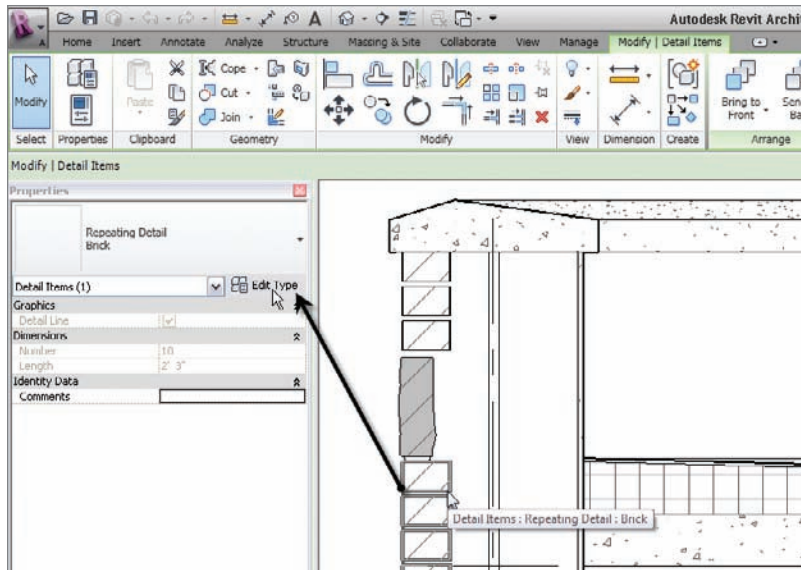 Autodesk Revit Archi
Home Insert Annotate Analyze Structure Massing & Site Collaborate View Manage Modify | Detail Items
Modify Paste Cope Cut Join Bring to Front
Select Properties Clipboard Geometry Modify View Dimension Create Arrange
Modify | Detail Items
Properties
Repeating Detail
Brick
Detail Items (1) Edit Type
Graphics
Detail Line
Dimensions
Number 10
Length 2' 3"
Identity Data
Comments
Detail Items : Repeating Detail : Brick